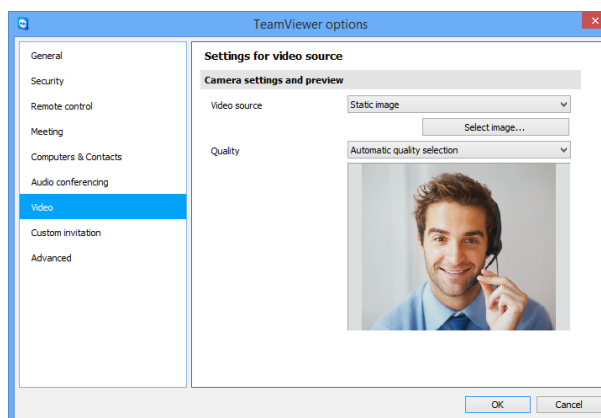 TeamViewer options
General
Security
Remote control
Meeting
Computers & Contacts
Audio conferencing
Video
Custom invitation
Advanced
Settings for video source
Camera settings and preview
Video source
Static image
Select image...
Quality
Automatic quality selection
OK
Cancel